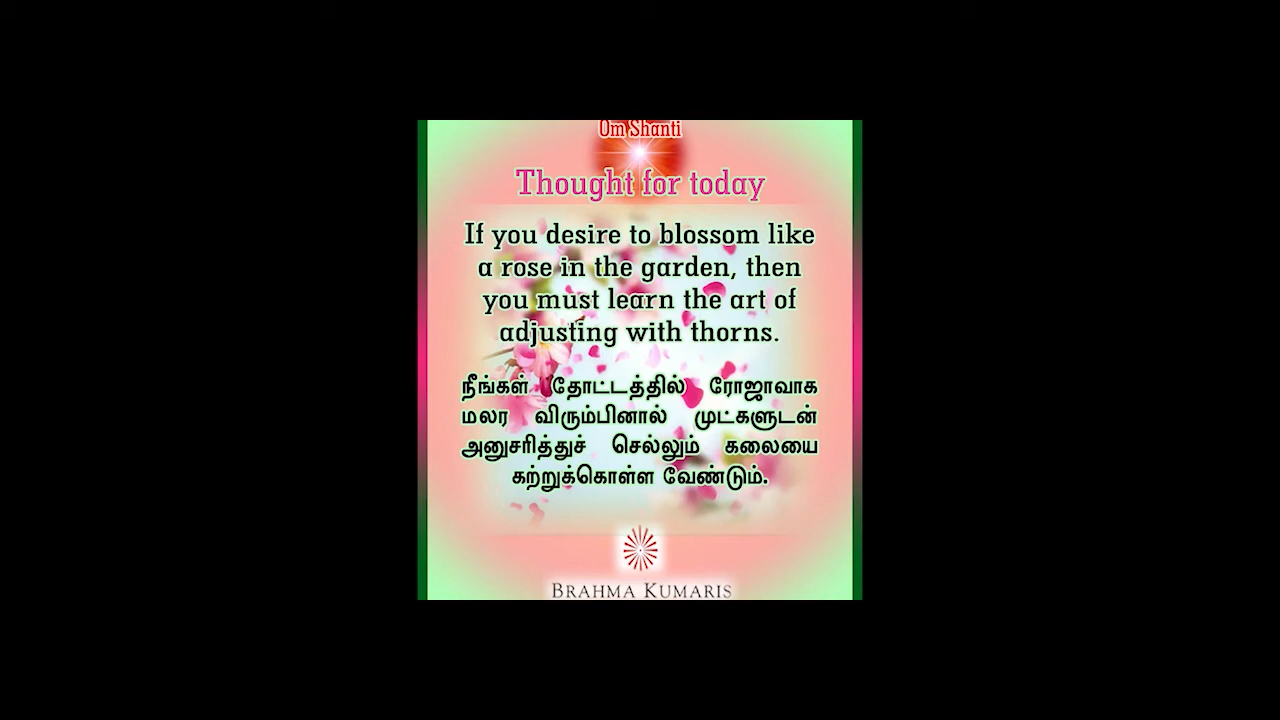 Om Shanti
Thought for today
If you desire to blossom like
a rose in the garden, then
you must learn the art of
adjusting with thorns.
நீங்கள் தோட்டத்தில் ரோஜாவாக
மலர விரும்பினால் முட்களுடன்
அனுசரித்துச் செல்லும் கலையை
கற்றுக்கொள்ள வேண்டும்.
BRAHMA KUMARIS